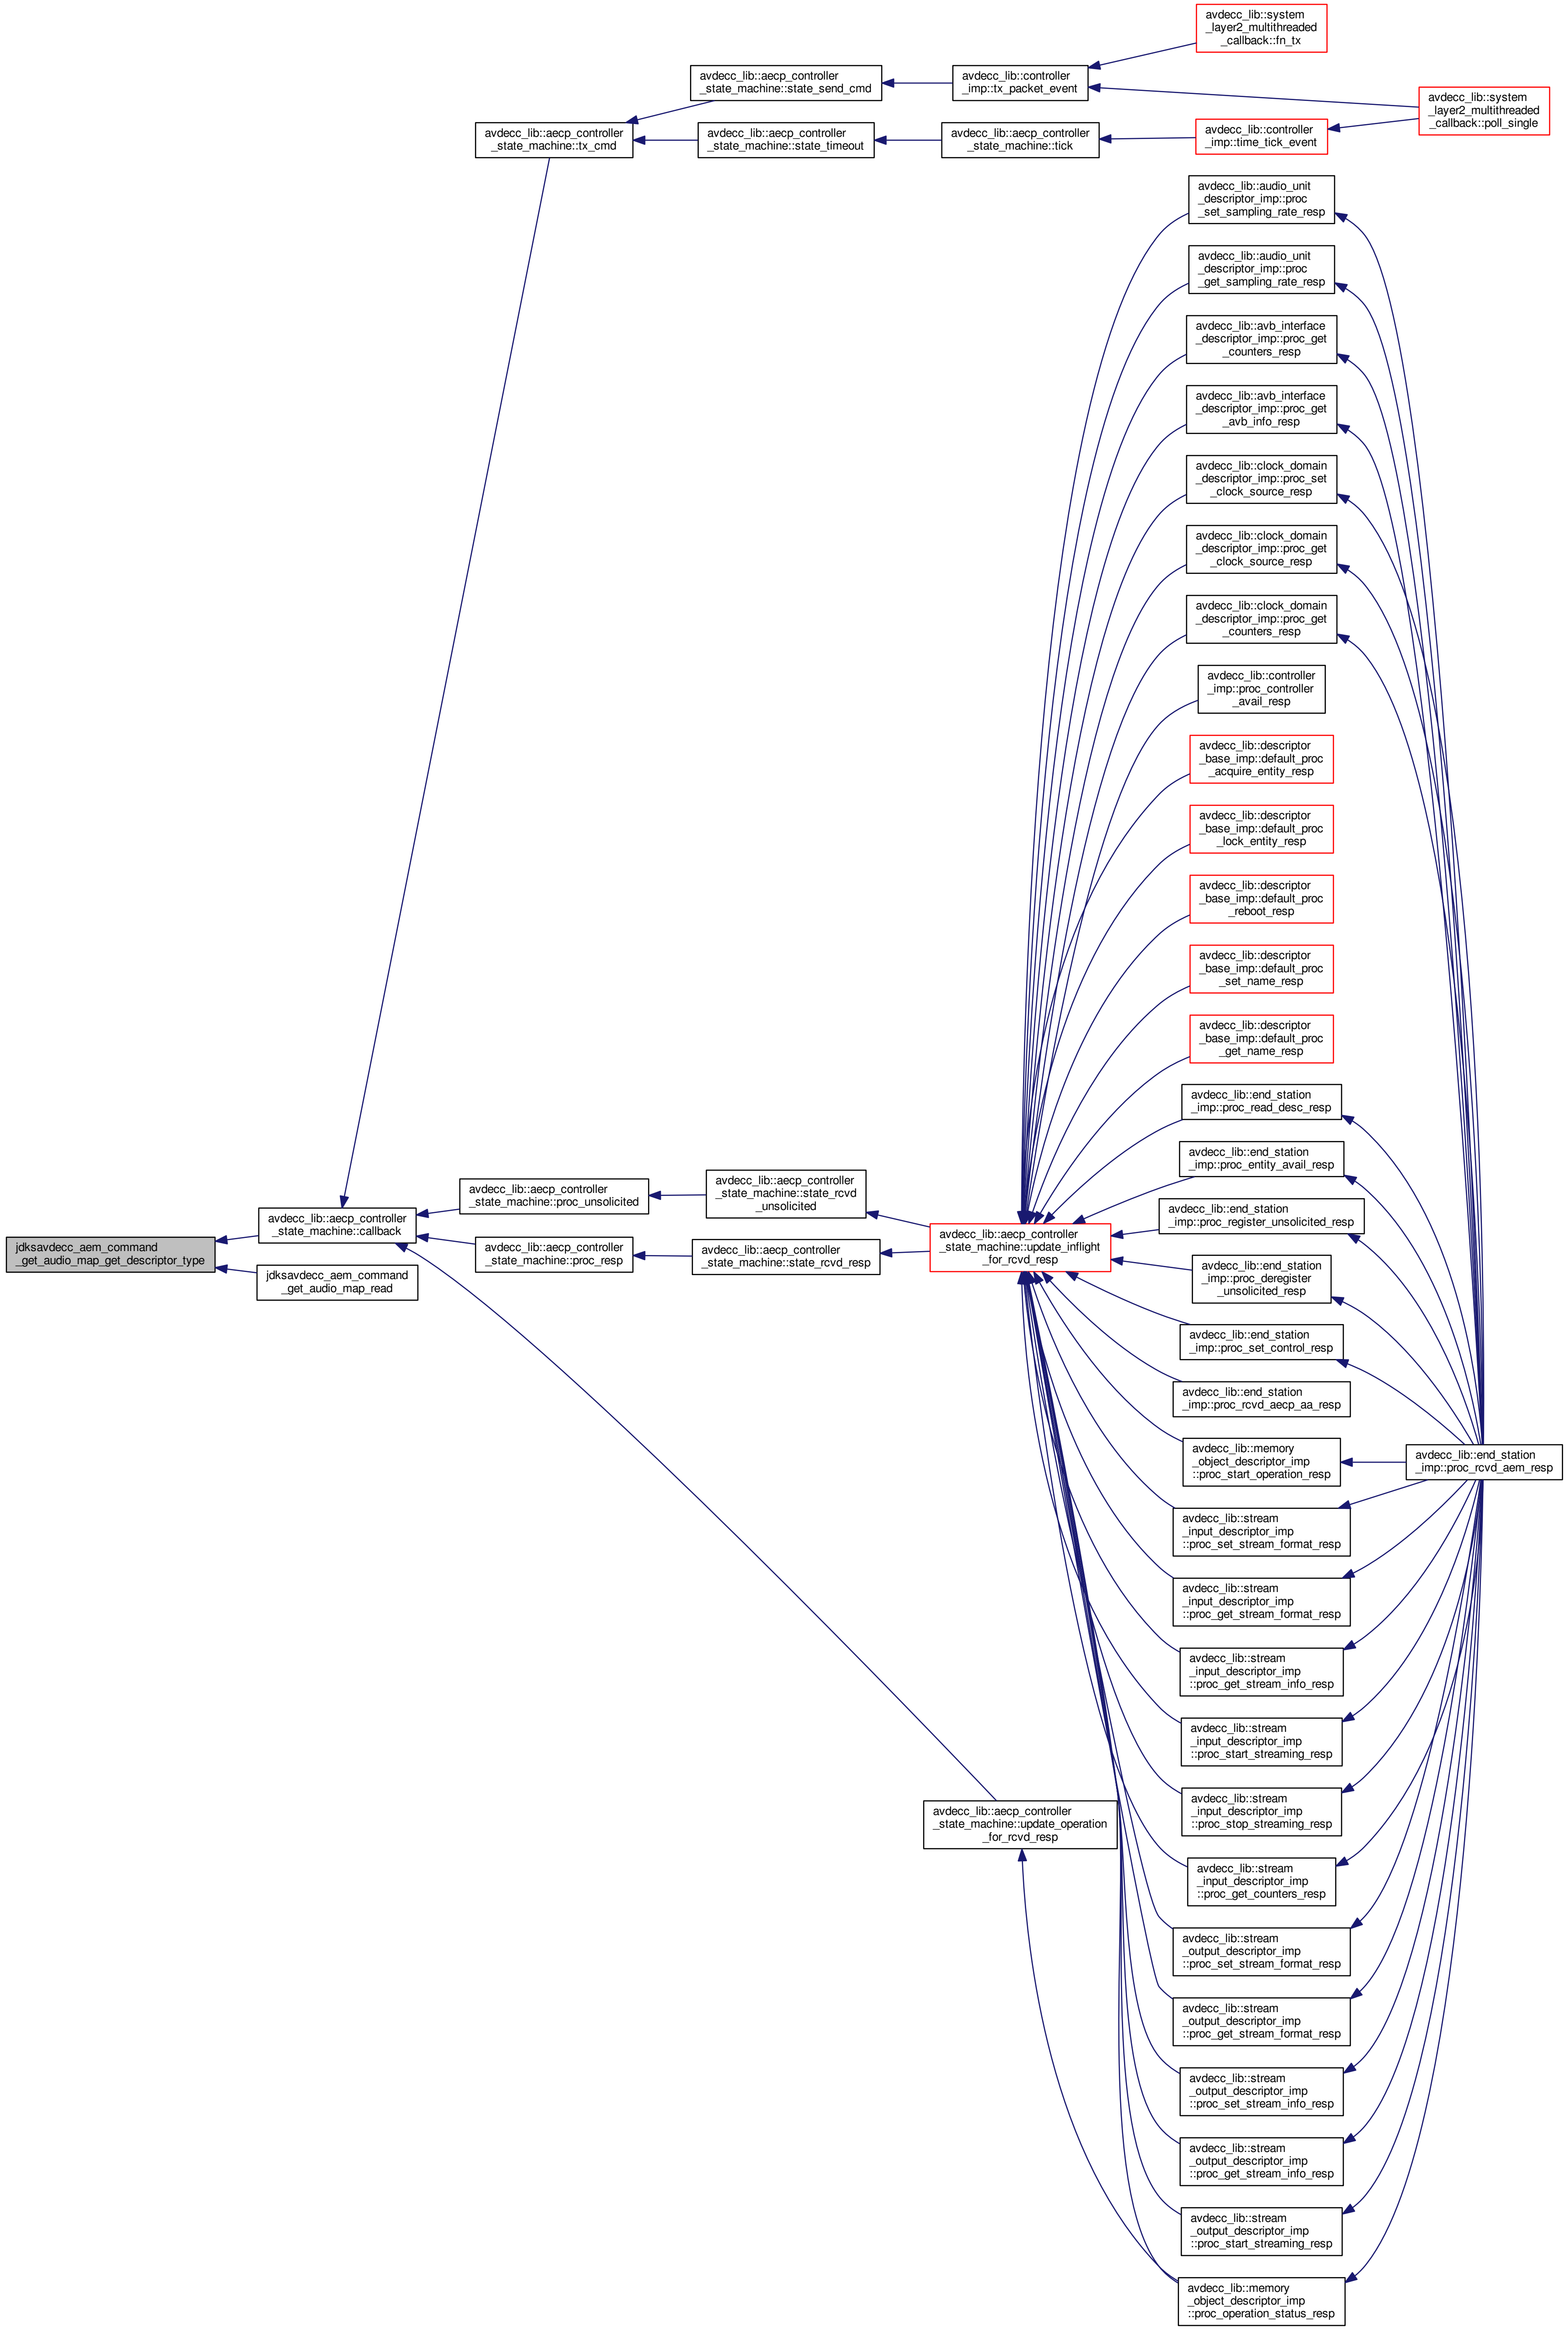 avdecc_lib::system
_layer2_multithreaded
_callback::fn_tx
avdecc_lib::aecp_controller
_state_machine::state_send_cmd
avdecc_lib::controller
_imp::tx_packet_event
avdecc_lib::system
_layer2_multithreaded
_callback::poll_single
avdecc_lib::aecp_controller
_state_machine::tx_cmd
avdecc_lib::aecp_controller
_state_machine::state_timeout
avdecc_lib::aecp_controller
_state_machine::tick
avdecc_lib::controller
_imp::time_tick_event
avdecc_lib::audio_unit
_descriptor_imp::proc
_set_sampling_rate_resp
avdecc_lib::audio_unit
_descriptor_imp::proc
_get_sampling_rate_resp
avdecc_lib::avb_interface
_descriptor_imp::proc_get
_counters_resp
avdecc_lib::avb_interface
_descriptor_imp::proc_get
_avb_info_resp
avdecc_lib::clock_domain
_descriptor_imp::proc_set
_clock_source_resp
avdecc_lib::clock_domain
_descriptor_imp::proc_get
_clock_source_resp
avdecc_lib::clock_domain
_descriptor_imp::proc_get
_counters_resp
avdecc_lib::controller
_imp::proc_controller
_avail_resp
avdecc_lib::descriptor
_base_imp::default_proc
_acquire_entity_resp
avdecc_lib::descriptor
_base_imp::default_proc
_lock_entity_resp
avdecc_lib::descriptor
_base_imp::default_proc
_reboot_resp
avdecc_lib::descriptor
_base_imp::default_proc
_set_name_resp
avdecc_lib::descriptor
_base_imp::default_proc
_get_name_resp
avdecc_lib::end_station
_imp::proc_read_desc_resp
avdecc_lib::end_station
_imp::proc_entity_avail_resp
avdecc_lib::aecp_controller
_state_machine::proc_unsolicited
avdecc_lib::aecp_controller
_state_machine::state_rcvd
_unsolicited
avdecc_lib::end_station
_imp::proc_register_unsolicited_resp
avdecc_lib::aecp_controller
_state_machine::callback
avdecc_lib::aecp_controller
_state_machine::update_inflight
_for_rcvd_resp
jdksavdecc_aem_command
_get_audio_map_get_descriptor_type
avdecc_lib::aecp_controller
_state_machine::proc_resp
avdecc_lib::aecp_controller
_state_machine::state_rcvd_resp
avdecc_lib::end_station
_imp::proc_deregister
_unsolicited_resp
jdksavdecc_aem_command
_get_audio_map_read
avdecc_lib::end_station
_imp::proc_set_control_resp
avdecc_lib::end_station
_imp::proc_rcvd_aecp_aa_resp
avdecc_lib::memory
_object_descriptor_imp
::proc_start_operation_resp
avdecc_lib::end_station
_imp::proc_rcvd_aem_resp
avdecc_lib::stream
_input_descriptor_imp
::proc_set_stream_format_resp
avdecc_lib::stream
_input_descriptor_imp
::proc_get_stream_format_resp
avdecc_lib::stream
_input_descriptor_imp
::proc_get_stream_info_resp
avdecc_lib::stream
_input_descriptor_imp
::proc_start_streaming_resp
avdecc_lib::stream
_input_descriptor_imp
::proc_stop_streaming_resp
avdecc_lib::aecp_controller
_state_machine::update_operation
_for_rcvd_resp
avdecc_lib::stream
_input_descriptor_imp
::proc_get_counters_resp
avdecc_lib::stream
_output_descriptor_imp
::proc_set_stream_format_resp
avdecc_lib::stream
_output_descriptor_imp
::proc_get_stream_format_resp
avdecc_lib::stream
_output_descriptor_imp
::proc_set_stream_info_resp
avdecc_lib::stream
_output_descriptor_imp
::proc_get_stream_info_resp
avdecc_lib::stream
_output_descriptor_imp
::proc_start_streaming_resp
avdecc_lib::memory
_object_descriptor_imp
::proc_operation_status_resp